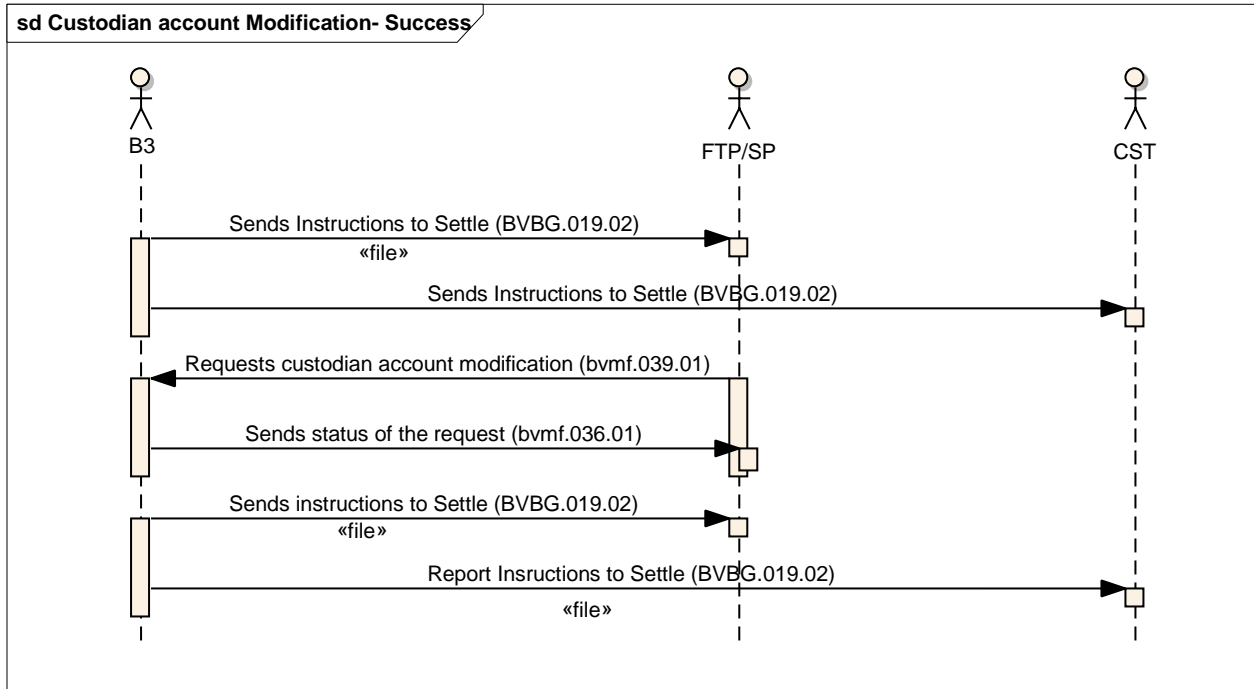 sd Custodian account Modification- Success
B3
FTP/SP
CST
Sends Instructions to Settle (BVBG.019.02)
«file»
Sends Instructions to Settle (BVBG.019.02)
Requests custodian account modification (bvmf.039.01)
Sends status of the request (bvmf.036.01)
Sends instructions to Settle (BVBG.019.02)
«file»
Report Insructions to Settle (BVBG.019.02)
«file»